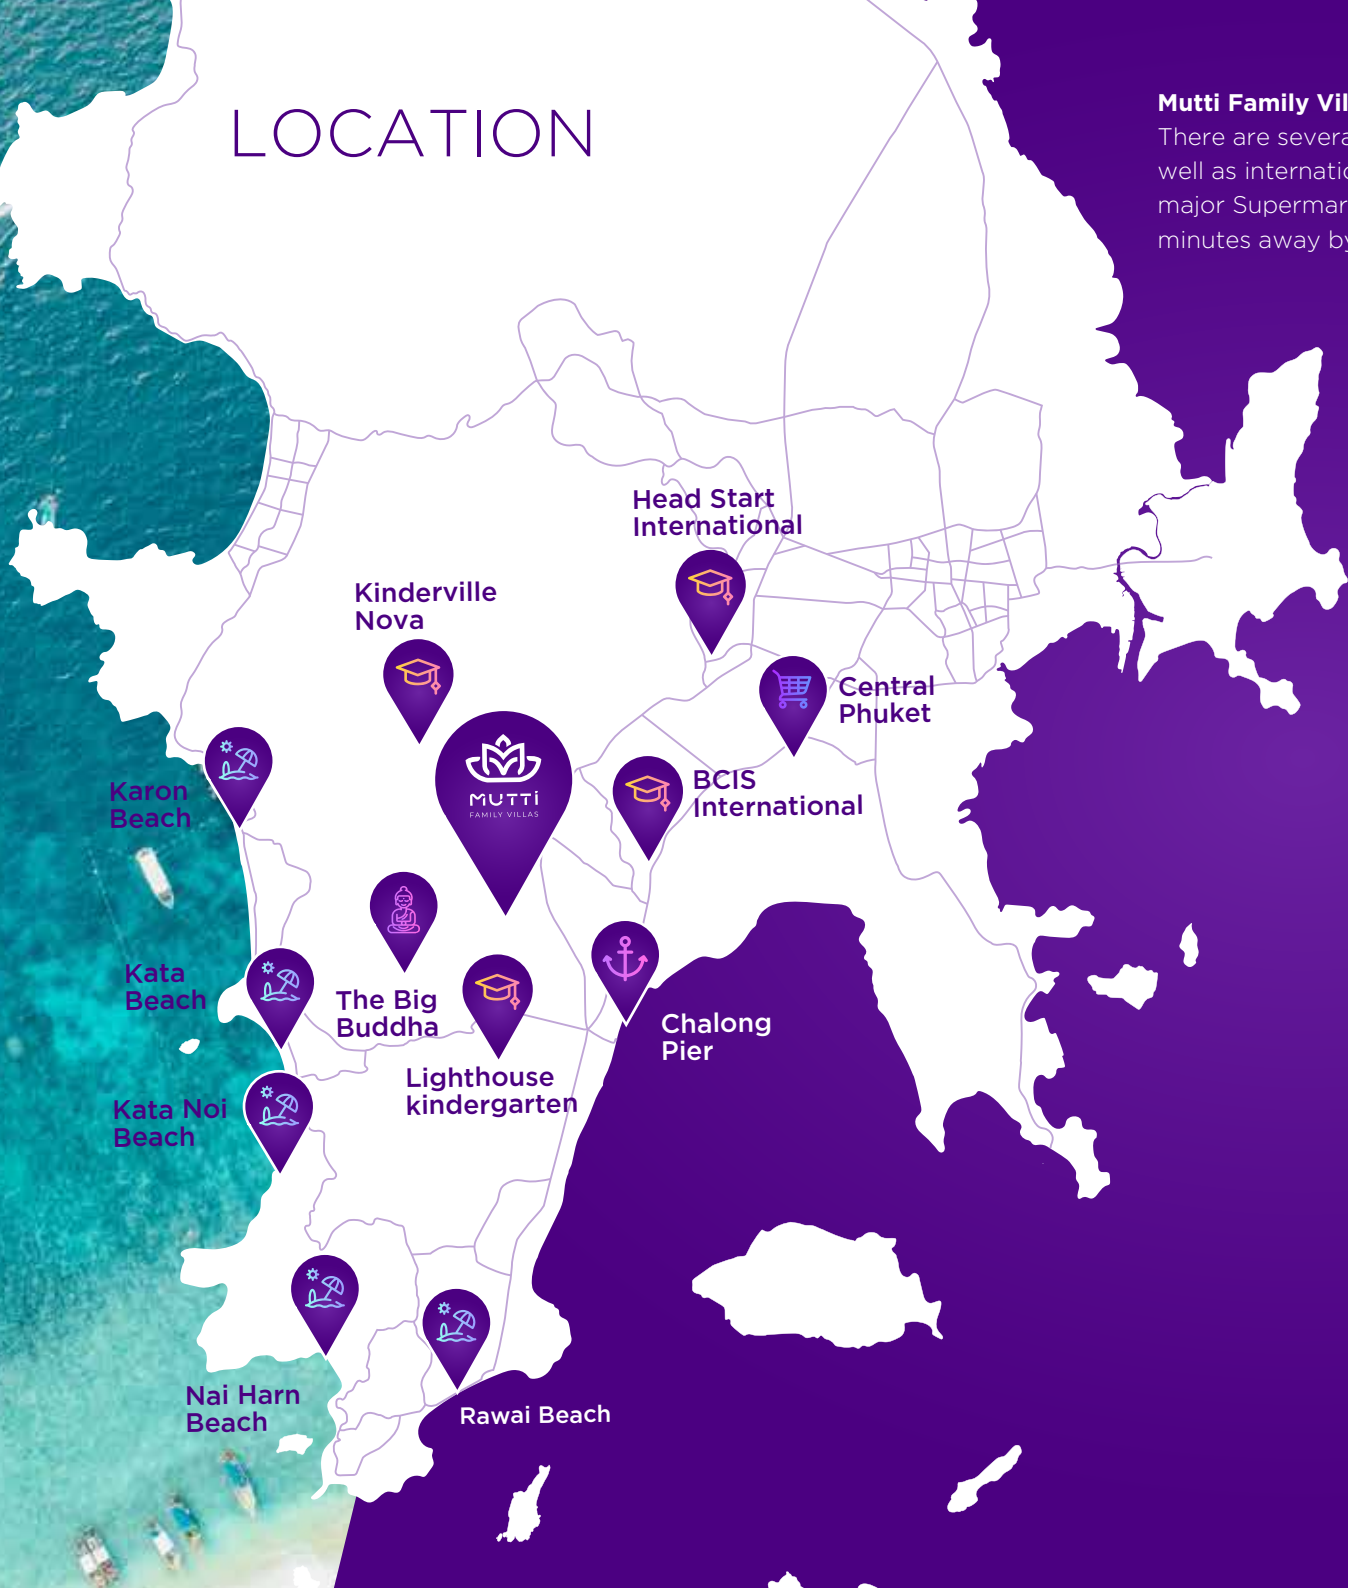 LOCATION
Mutti Family Vil
There are severa
well as internatio
major Supermar
minutes away by
Head Start
International
Kinderville
Nova
Central
Phuket
MUTTi
FAMILY VILLAS
BCIS
International
Karon
Beach
Kata
Beach
The Big
Buddha
Chalong
Pier
Lighthouse
kindergarten
Kata Noi
Beach
Nai Harn
Beach
Rawai Beach